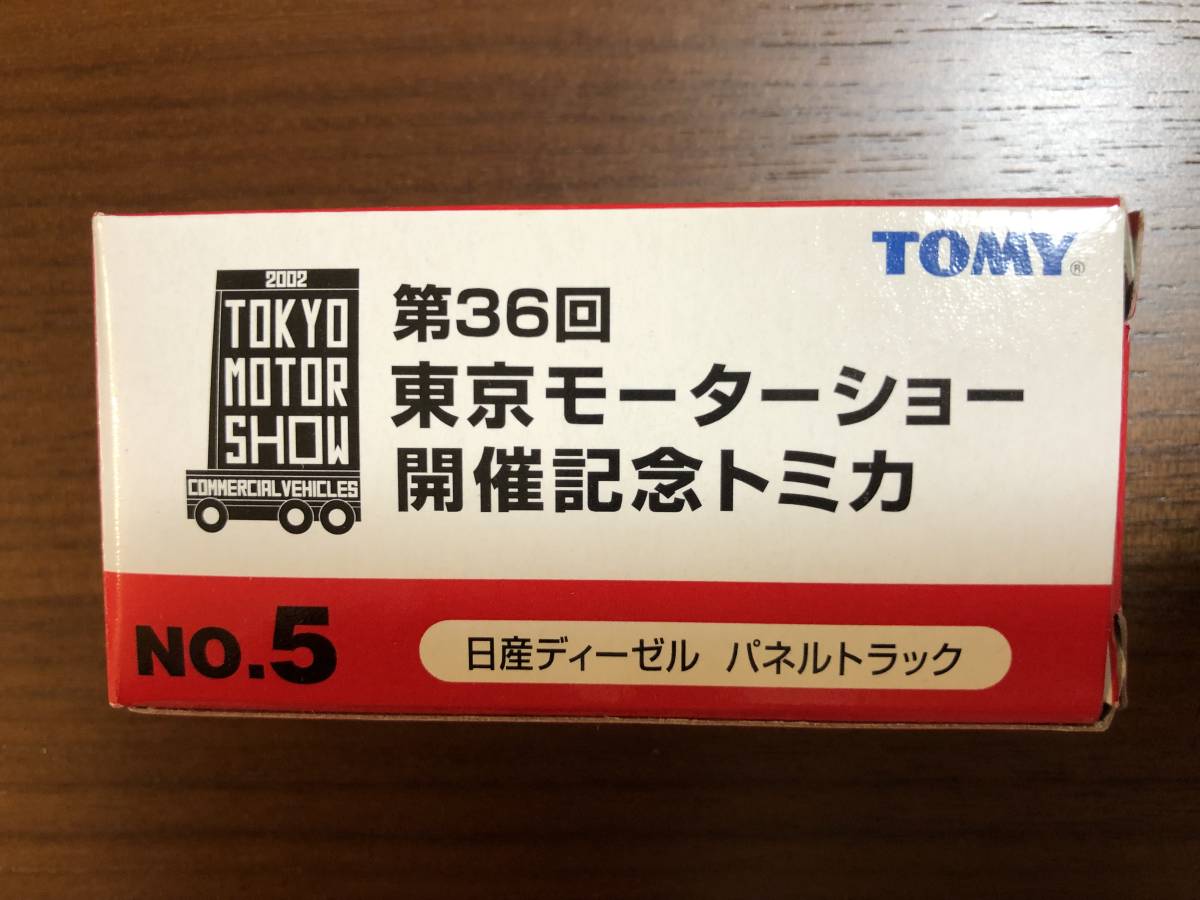 TOMY®
2002
TOKYO
MOTOR
SHOW
COMMERCIAL VEHICLES
第36回
東京モーターショー
開催記念トミカ
NO.5
日産ディーゼル パネルトラック